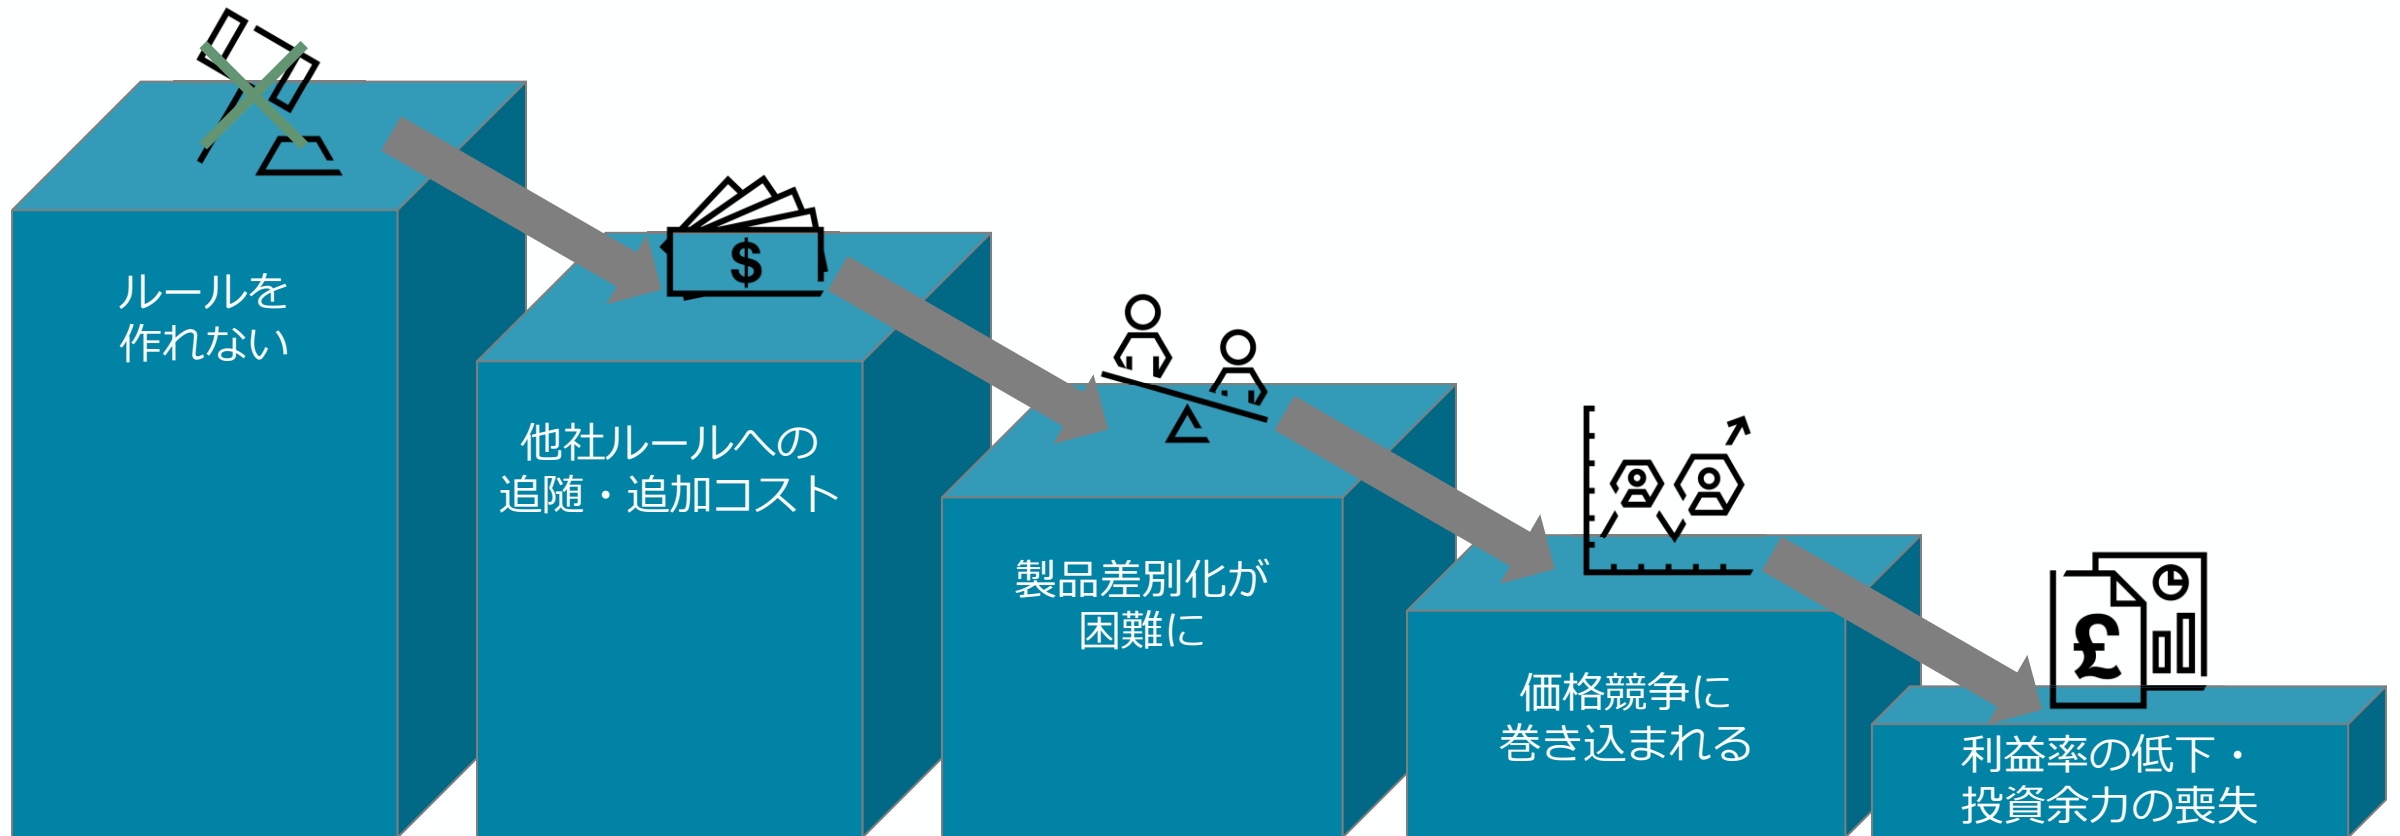 ルールを
作れない
$
他社ルールへの
追随・追加コスト
製品差別化が
困難に
価格競争に
巻き込まれる
£
利益率の低下・
投資余力の喪失